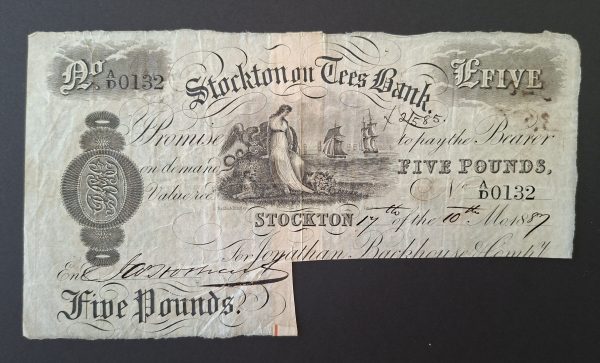 No. A/D 0132
Stockton on Tees Bank.
£FIVE
X 2585
Promise to pay the Bearer
on demand FIVE POUNDS,
Value recd No A/D 0132
STOCKTON 17th of the 10th Mo. 1887
For Jonathan Backhouse & Compy
Entd
Five Pounds.